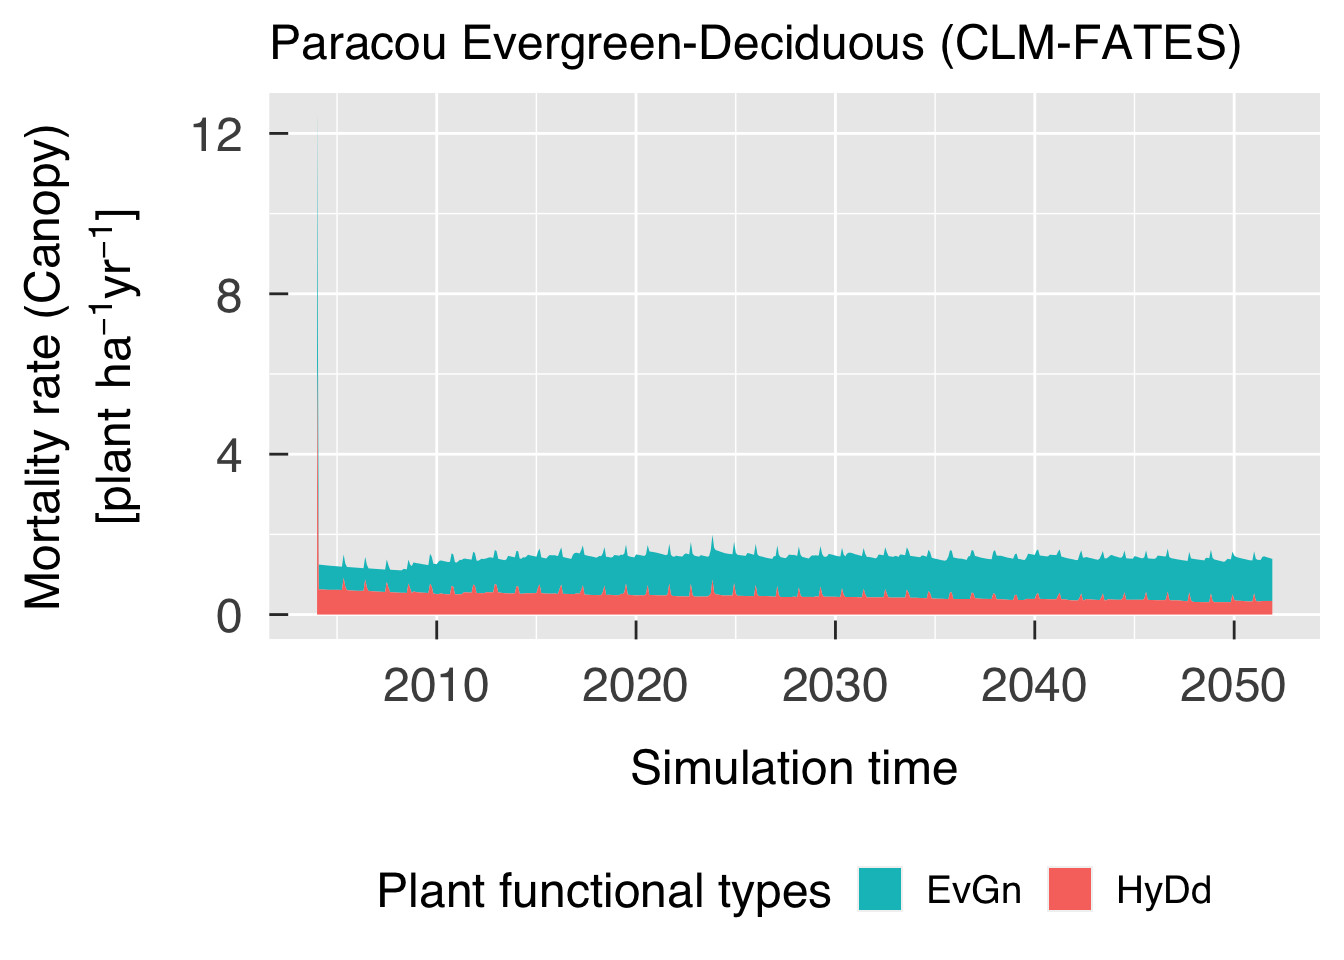 Paracou Evergreen-Deciduous (CLM-FATES)
Mortality rate (Canopy)
[plant ha⁻¹yr⁻¹]
12
8
4
0
2010 2020 2030 2040 2050
Simulation time
Plant functional types EvGn HyDd